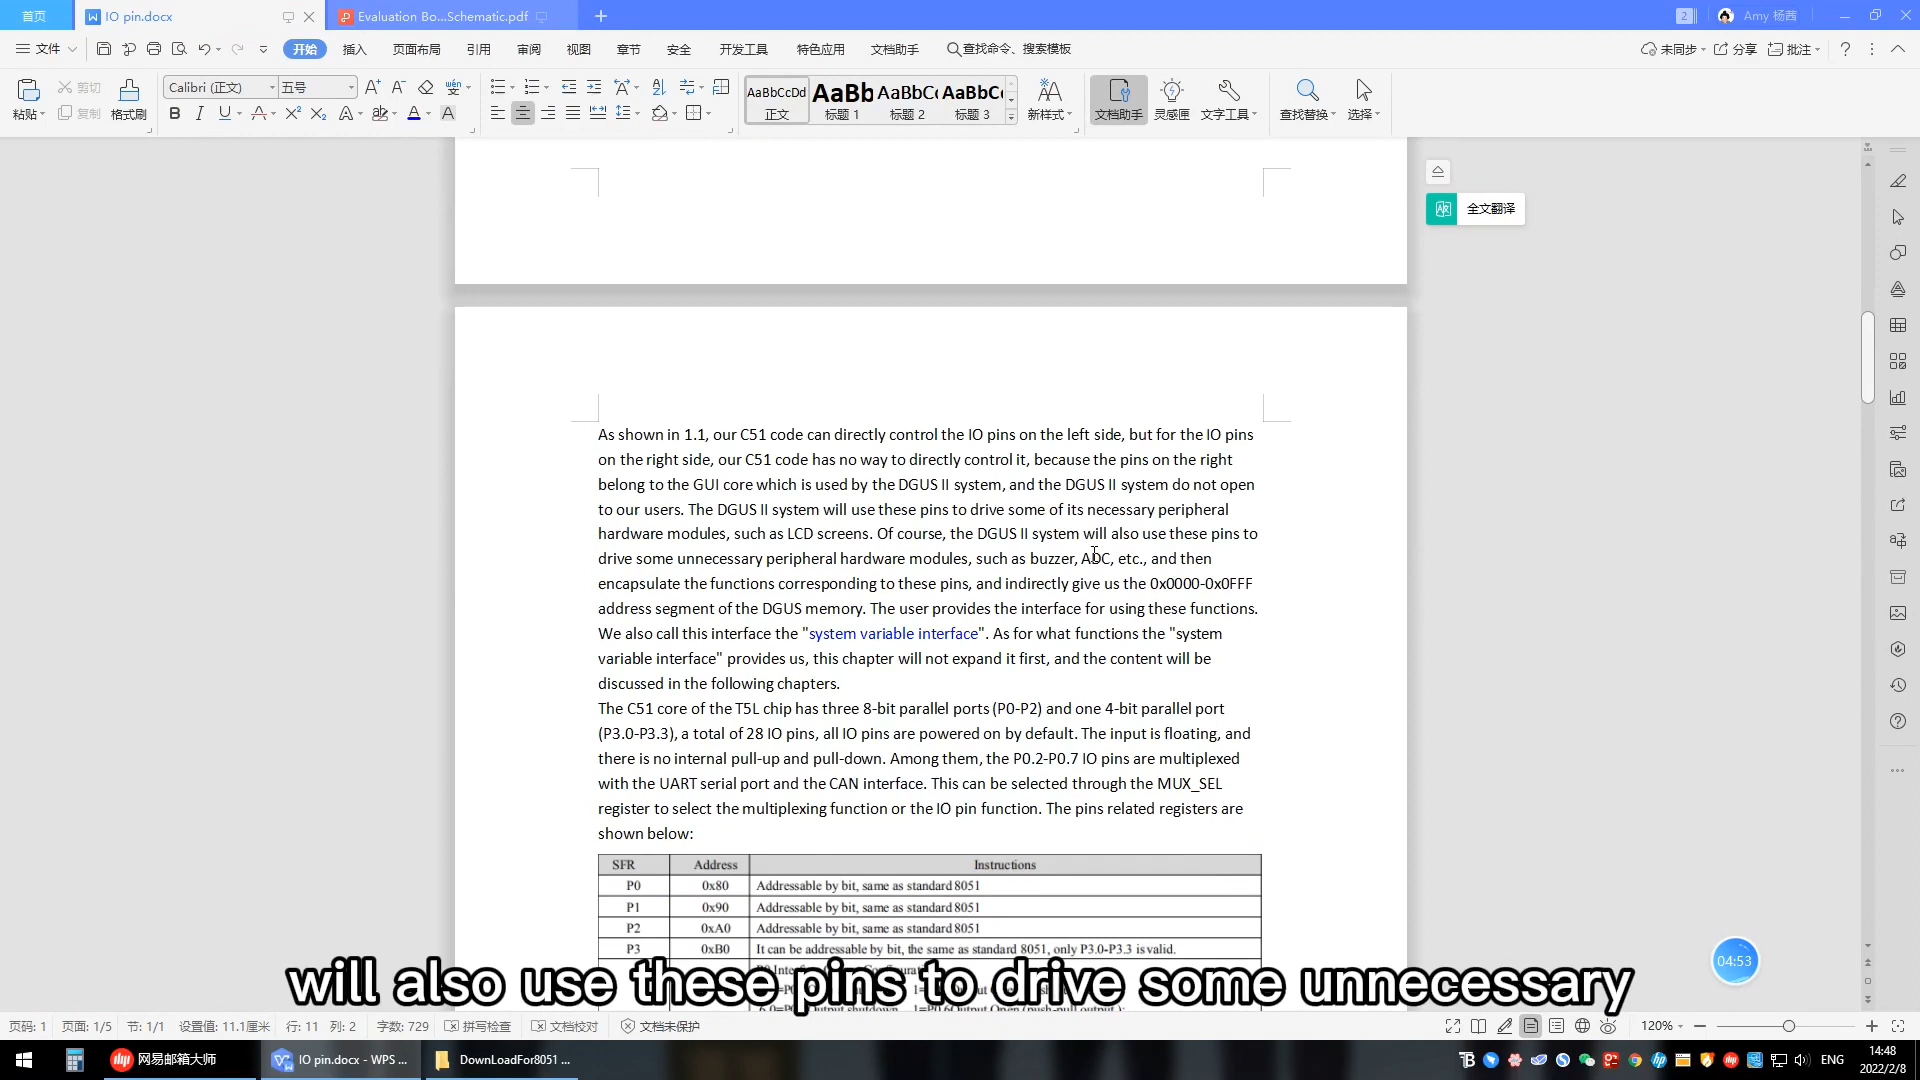 首页
IO pin.docx
Evaluation Bo...Schematic.pdf
2
Amy 杨茜
文件
开始
插入
页面布局
引用
审阅
视图
章节
安全
开发工具
特色应用
文档助手
查找命令、搜索模板
未同步
分享
批注
粘贴
剪切
复制
格式刷
Calibri (正文)
五号
AaBbCcDd
正文
AaBb
标题 1
AaBbC
标题 2
AaBbC
标题 3
新样式
文档助手
灵感匣
文字工具
查找替换
选择
全文翻译
As shown in 1.1, our C51 code can directly control the IO pins on the left side, but for the IO pins
on the right side, our C51 code has no way to directly control it, because the pins on the right
belong to the GUI core which is used by the DGUS II system, and the DGUS II system do not open
to our users. The DGUS II system will use these pins to drive some of its necessary peripheral
hardware modules, such as LCD screens. Of course, the DGUS II system will also use these pins to
drive some unnecessary peripheral hardware modules, such as buzzer, ADC, etc., and then
encapsulate the functions corresponding to these pins, and indirectly give us the 0x0000-0x0FFF
address segment of the DGUS memory. The user provides the interface for using these functions.
We also call this interface the "system variable interface". As for what functions the "system
variable interface" provides us, this chapter will not expand it first, and the content will be
discussed in the following chapters.
The C51 core of the T5L chip has three 8-bit parallel ports (P0-P2) and one 4-bit parallel port
(P3.0-P3.3), a total of 28 IO pins, all IO pins are powered on by default. The input is floating, and
there is no internal pull-up and pull-down. Among them, the P0.2-P0.7 IO pins are multiplexed
with the UART serial port and the CAN interface. This can be selected through the MUX_SEL
register to select the multiplexing function or the IO pin function. The pins related registers are
shown below:
SFR Address Instructions
P0 0x80 Addressable by bit, same as standard 8051
P1 0x90 Addressable by bit, same as standard 8051
P2 0xA0 Addressable by bit, same as standard 8051
P3 0xB0 It can be addressable by bit, the same as standard 8051, only P3.0-P3.3 is valid.
will also use these pins to drive some unnecessary
04:53
页码: 1
页面: 1/5
节: 1/1
设置值: 11.1厘米
行: 11
列: 2
字数: 729
拼写检查
文档校对
文档未保护
120%
网易邮箱大师
IO pin.docx - WPS ...
DownLoadFor8051 ...
ENG
14:48
2022/2/8